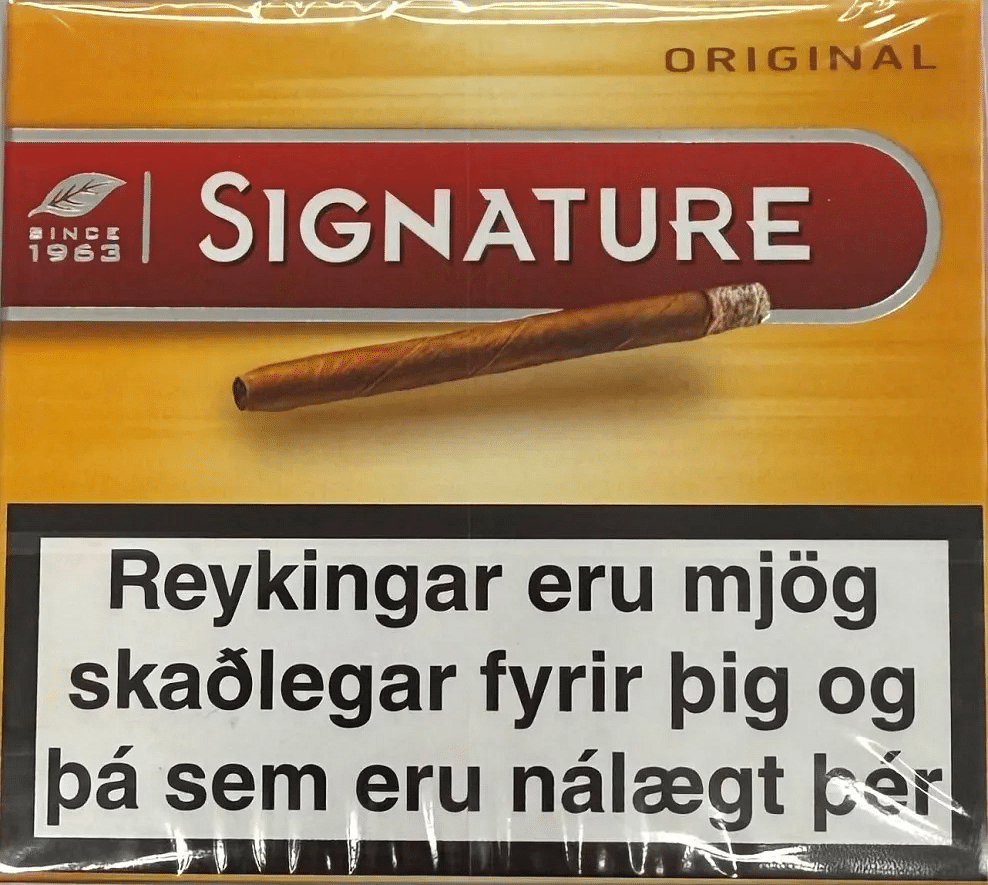 ORIGINAL
SIGNATURE
SINCE
1963
Reykingar eru mjög
skaðlegar fyrir þig og
þá sem eru nálægt þér